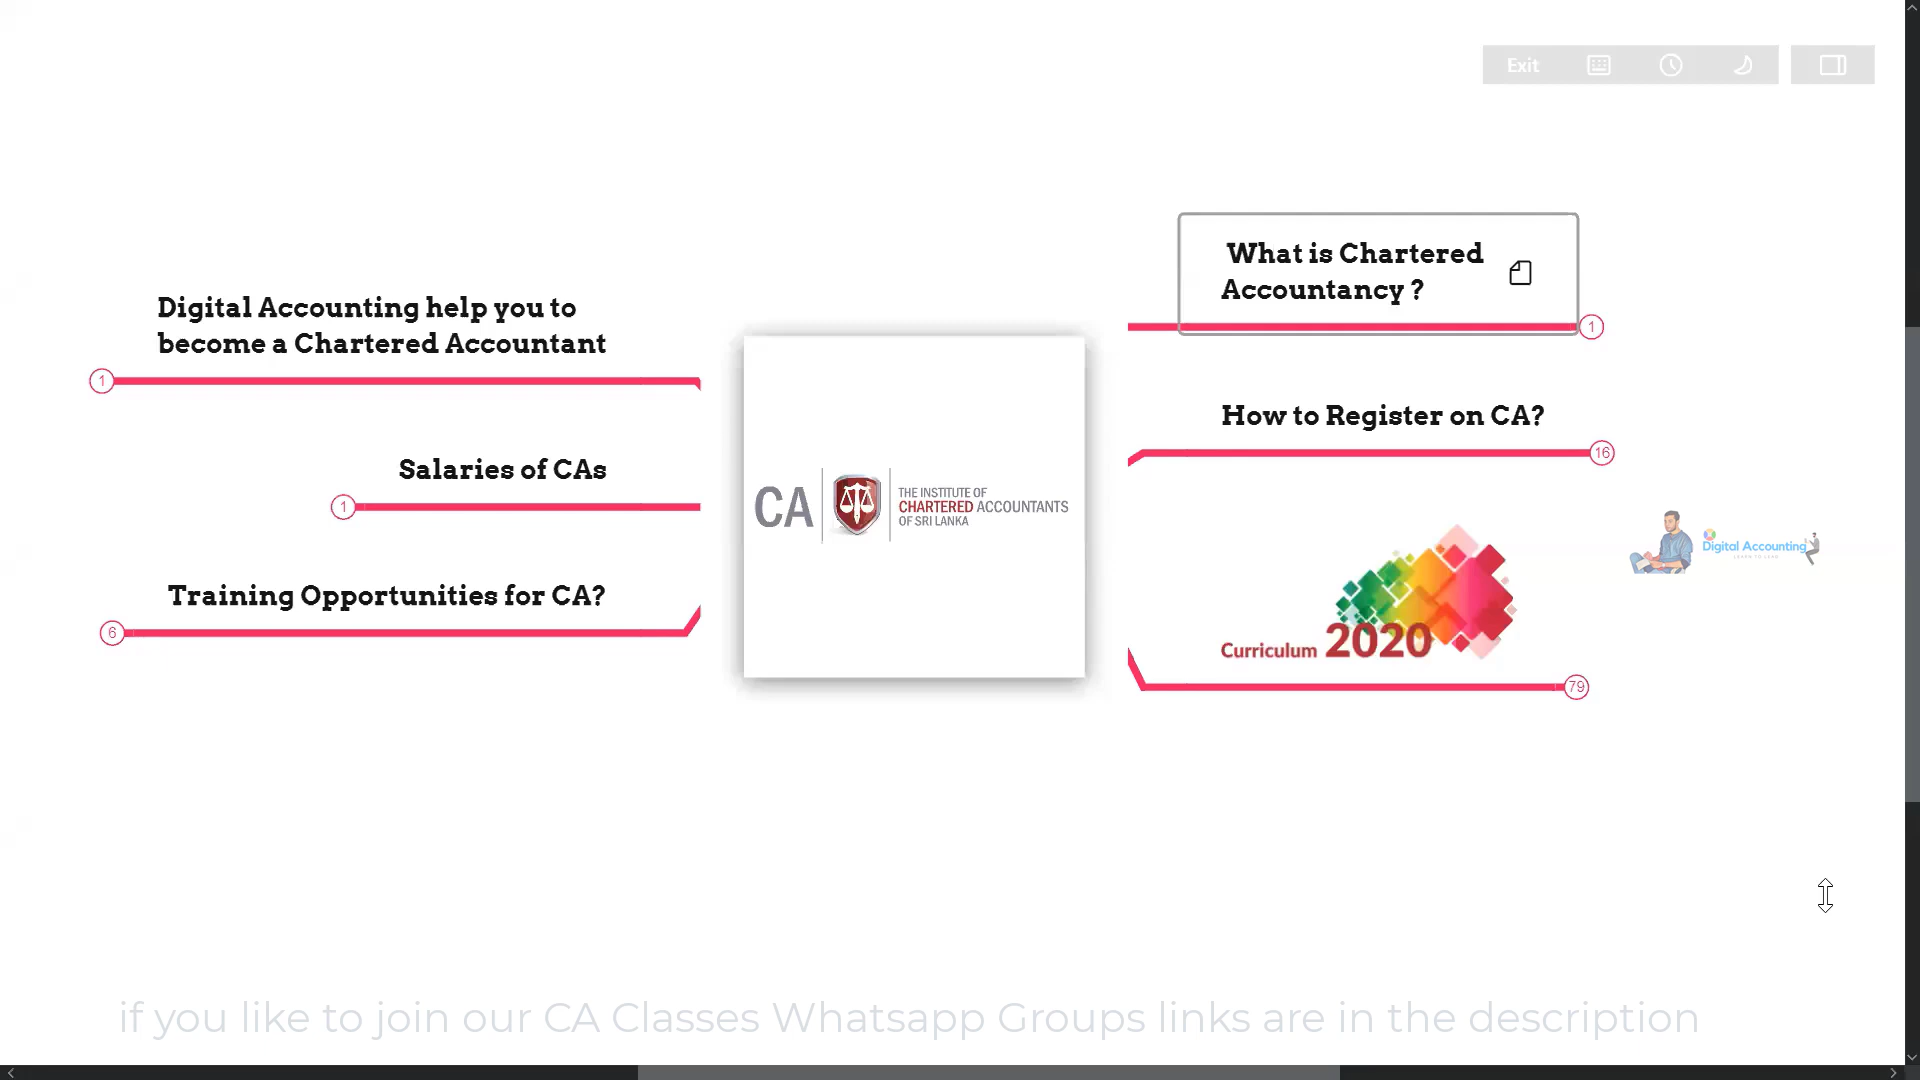 Exit
What is Chartered
Accountancy ?
1
Digital Accounting help you to
become a Chartered Accountant
1
How to Register on CA?
16
Salaries of CAs
1
CA
THE INSTITUTE OF
CHARTERED ACCOUNTANTS
OF SRI LANKA
Digital Accounting
LEARN TO LEAD
Training Opportunities for CA?
6
Curriculum 2020
79
if you like to join our CA Classes Whatsapp Groups links are in the description